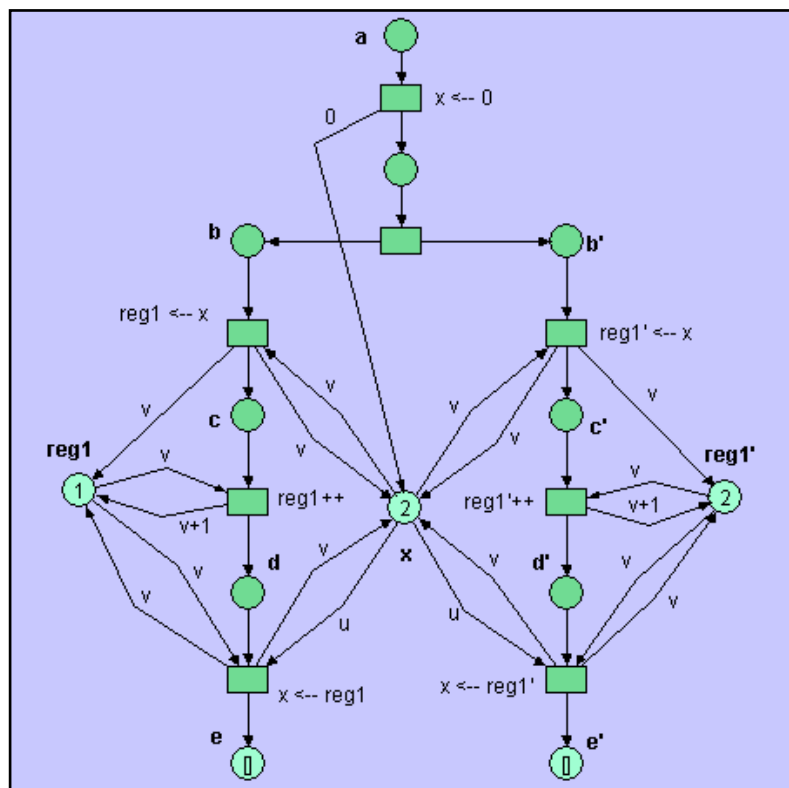 a
x <-- 0
0
b
b'
reg1 <-- x
reg1' <-- x
v
v
v
v
v
v
c
c'
reg1
reg1'
v
v
1
reg1++
2
reg1'++
2
v+1
v+1
x
d
d'
v
v
v
v
v
v
u
u
x <-- reg1
x <-- reg1'
e
e'
[]
[]